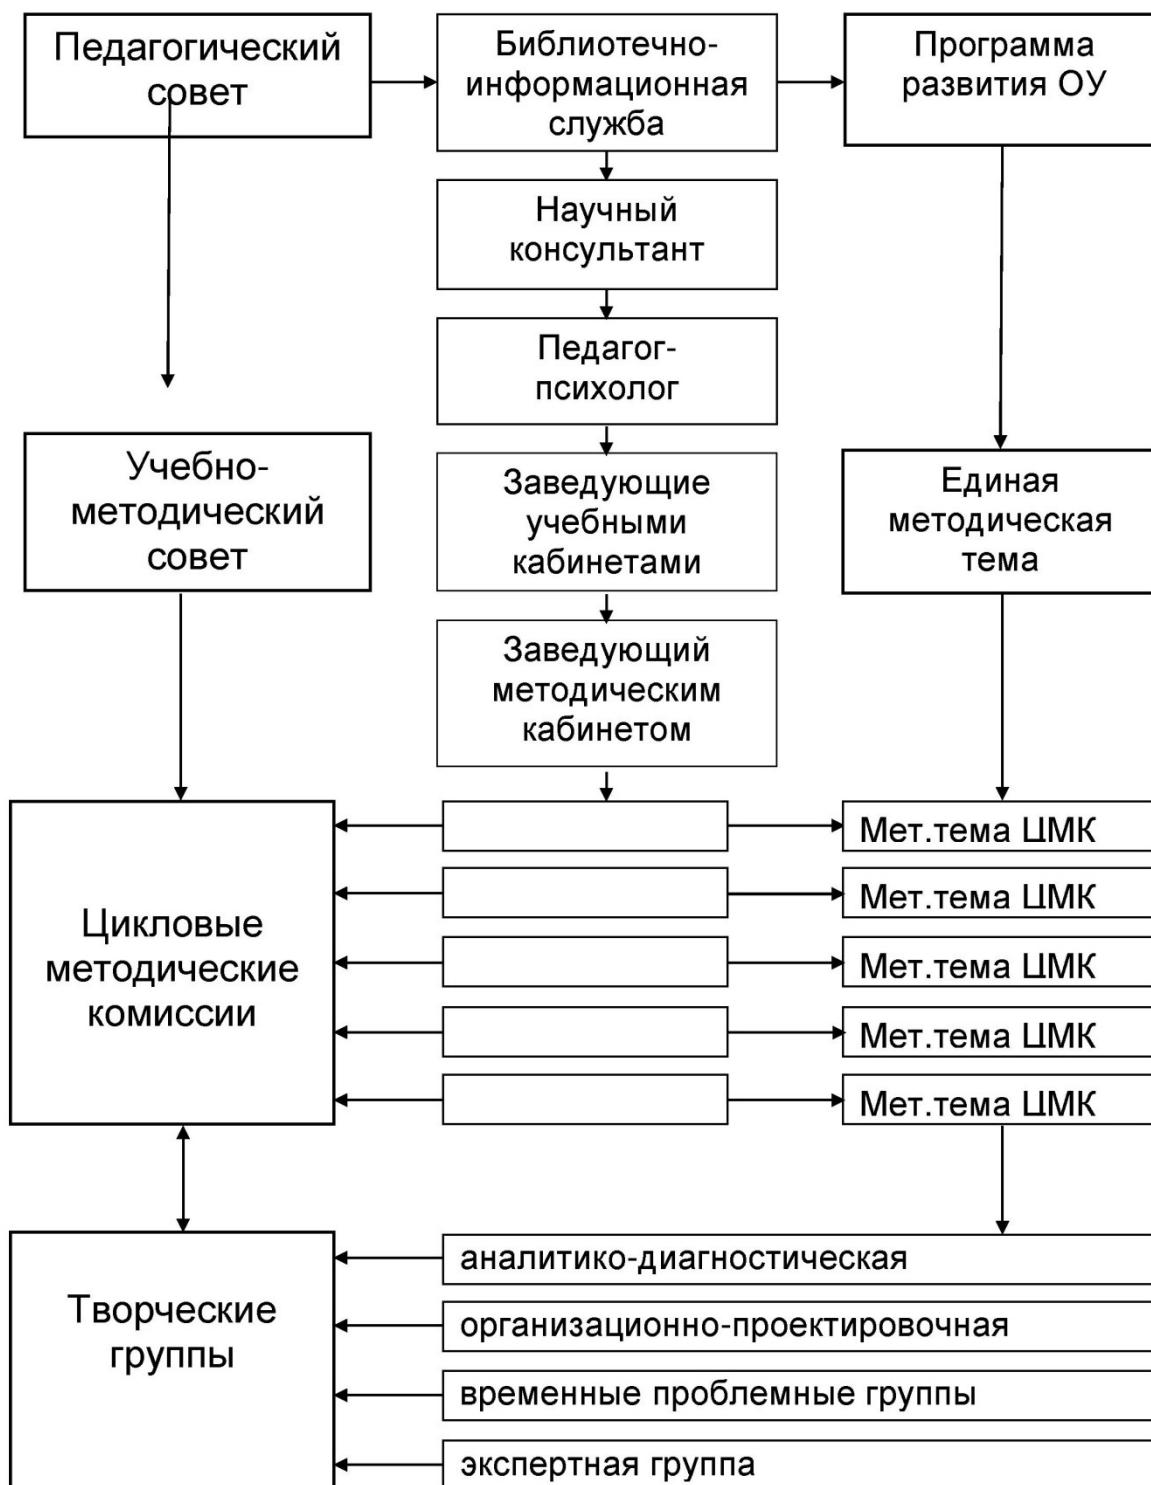 Педагогический
совет
Библиотечно-
информационная
служба
Программа
развития ОУ
Научный
консультант
Педагог-
психолог
Учебно-
методический
совет
Заведующие
учебными
кабинетами
Единая
методическая
тема
Заведующий
методическим
кабинетом
Цикловые
методические
комиссии
Мет.тема ЦМК
Мет.тема ЦМК
Мет.тема ЦМК
Мет.тема ЦМК
Мет.тема ЦМК
Творческие
группы
аналитико-диагностическая
организационно-проектировочная
временные проблемные группы
экспертная группа